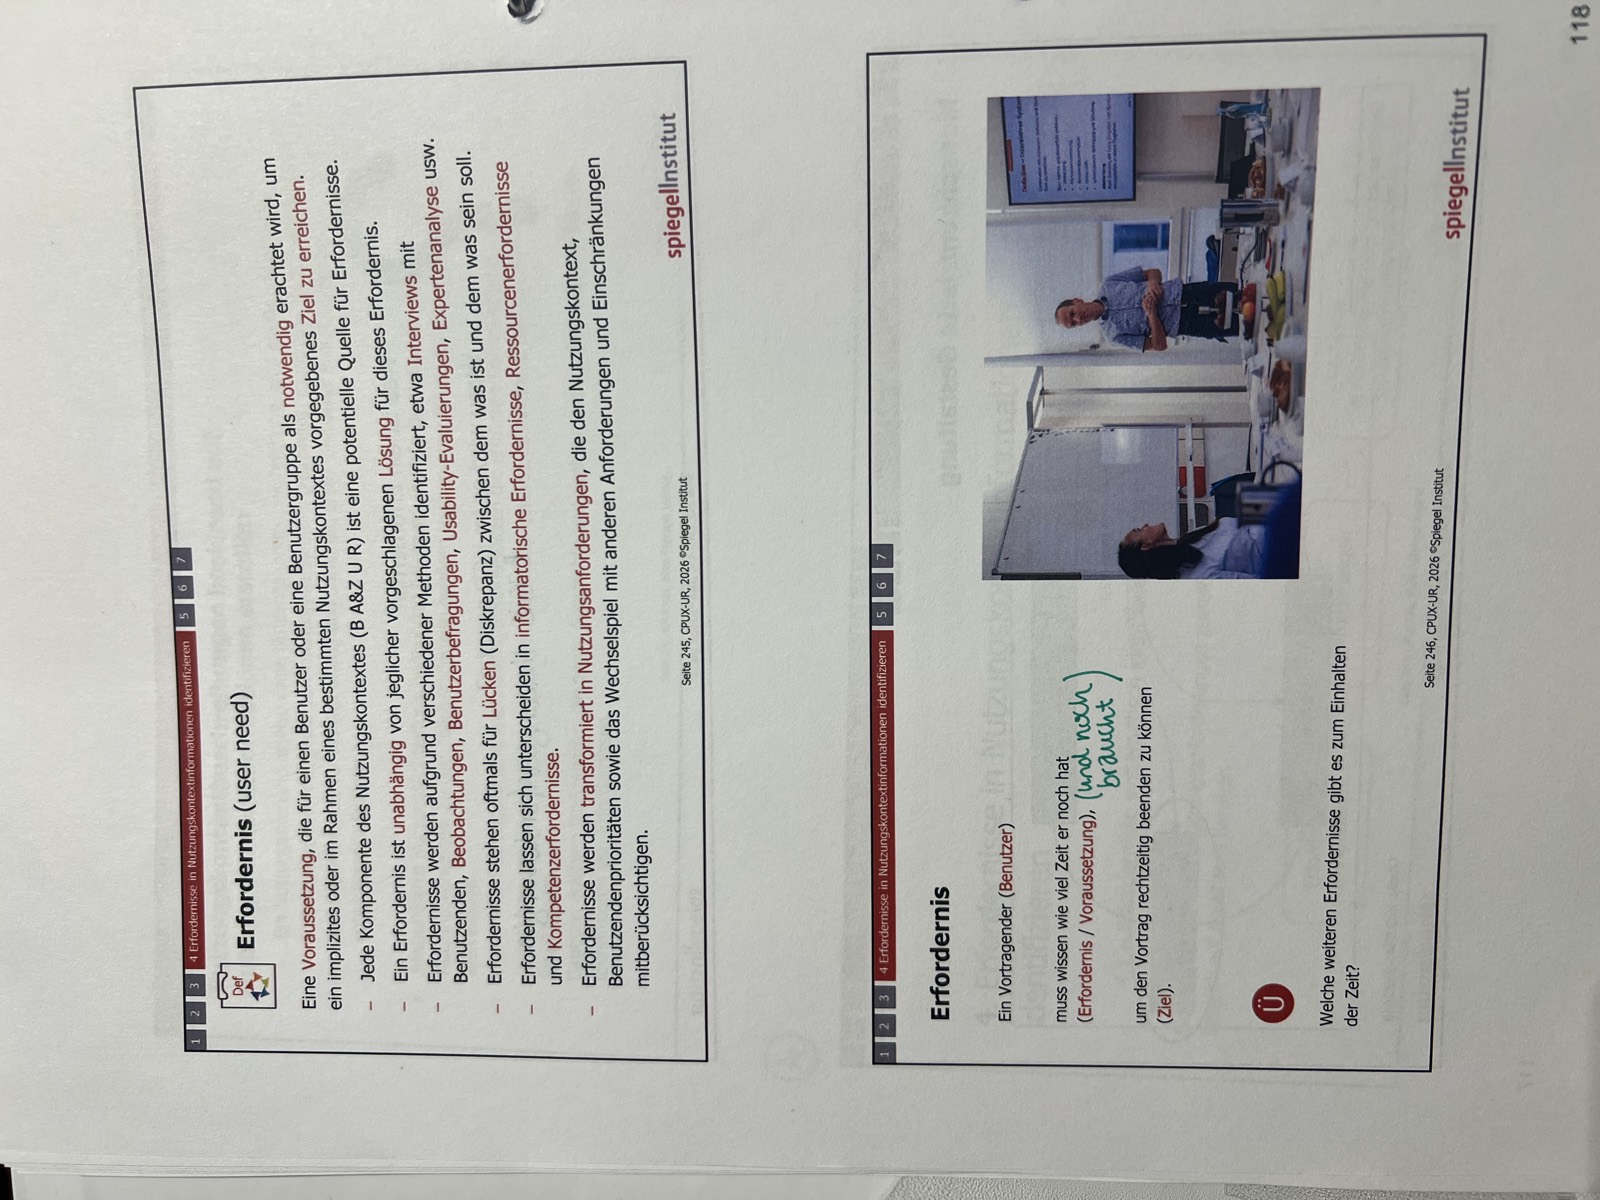 1 2 3 4 Erfordernisse in Nutzungskontextinformationen identifizieren 5 6 7
Def
Erfordernis (user need)
Eine Voraussetzung, die für einen Benutzer oder eine Benutzergruppe als notwendig erachtet wird, um
ein implizites oder im Rahmen eines bestimmten Nutzungskontextes vorgegebenes Ziel zu erreichen.
– Jede Komponente des Nutzungskontextes (B A&Z U R) ist eine potentielle Quelle für Erfordernisse.
– Ein Erfordernis ist unabhängig von jeglicher vorgeschlagenen Lösung für dieses Erfordernis.
– Erfordernisse werden aufgrund verschiedener Methoden identifiziert, etwa Interviews mit
Benutzenden, Beobachtungen, Benutzerbefragungen, Usability-Evaluierungen, Expertenanalyse usw.
– Erfordernisse stehen oftmals für Lücken (Diskrepanz) zwischen dem was ist und dem was sein soll.
– Erfordernisse lassen sich unterscheiden in informatorische Erfordernisse, Ressourcenerfordernisse
und Kompetenzerfordernisse.
– Erfordernisse werden transformiert in Nutzungsanforderungen, die den Nutzungskontext,
Benutzendenprioritäten sowie das Wechselspiel mit anderen Anforderungen und Einschränkungen
mitberücksichtigen.
Seite 245, CPUX-UR, 2026 ©Spiegel Institut
spiegelInstitut
1 2 3 4 Erfordernisse in Nutzungskontextinformationen identifizieren 5 6 7
Erfordernis
Ein Vortragender (Benutzer)
muss wissen wie viel Zeit er noch hat
(Erfordernis / Voraussetzung), (und noch
braucht)
um den Vortrag rechtzeitig beenden zu können
(Ziel).
Ü
Welche weiteren Erfordernisse gibt es zum Einhalten
der Zeit?
Seite 246, CPUX-UR, 2026 ©Spiegel Institut
spiegelInstitut
118